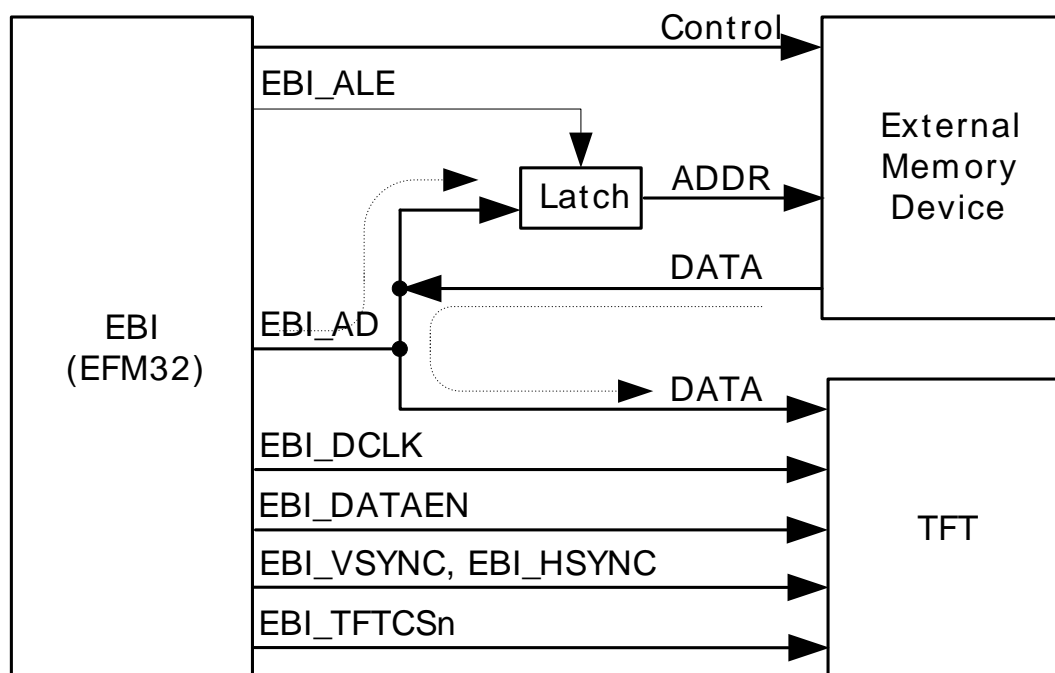 Control
EBI_ALE
External
Memory
Device
Latch
ADDR
DATA
EBI
(EFM32)
EBI_AD
DATA
EBI_DCLK
EBI_DATAEN
TFT
EBI_VSYNC, EBI_HSYNC
EBI_TFTCSn